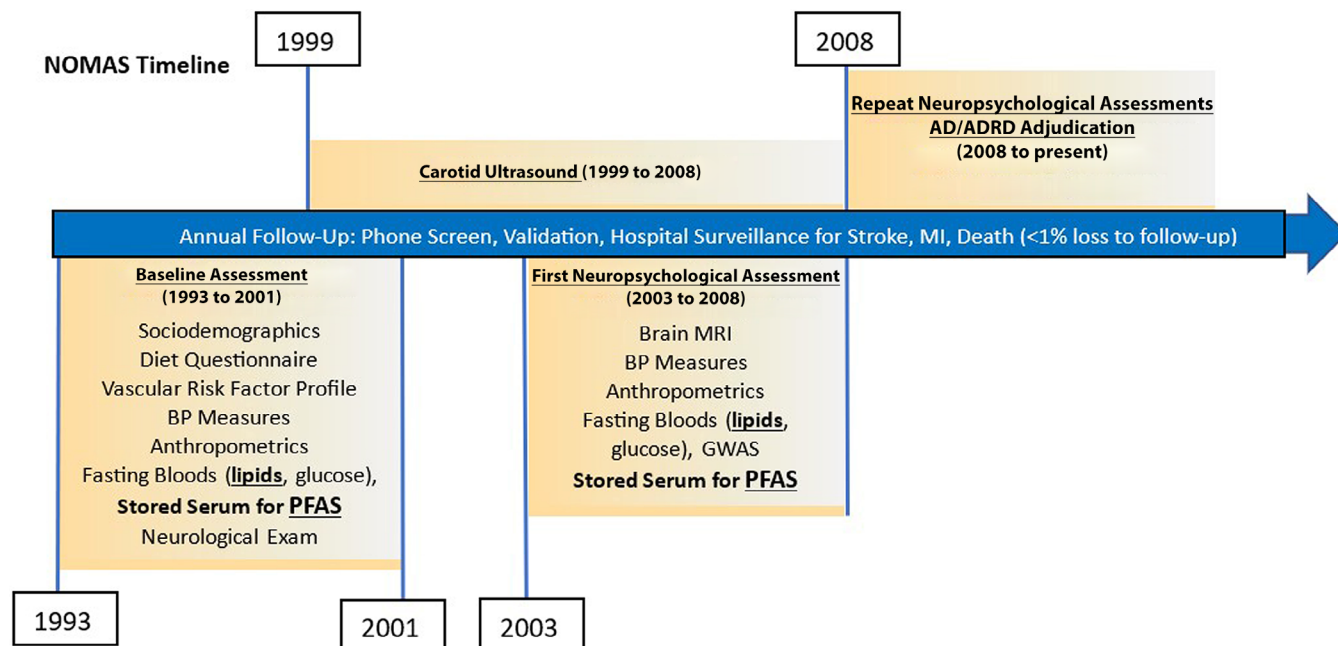 1999
2008
NOMAS Timeline
Repeat Neuropsychological Assessments
AD/ADRD Adjudication
(2008 to present)
Carotid Ultrasound (1999 to 2008)
Annual Follow-Up: Phone Screen, Validation, Hospital Surveillance for Stroke, MI, Death (<1% loss to follow-up)
Baseline Assessment
(1993 to 2001)
Sociodemographics
Diet Questionnaire
Vascular Risk Factor Profile
BP Measures
Anthropometrics
Fasting Bloods (lipids, glucose),
Stored Serum for PFAS
Neurological Exam
First Neuropsychological Assessment
(2003 to 2008)
Brain MRI
BP Measures
Anthropometrics
Fasting Bloods (lipids,
glucose), GWAS
Stored Serum for PFAS
1993
2001
2003